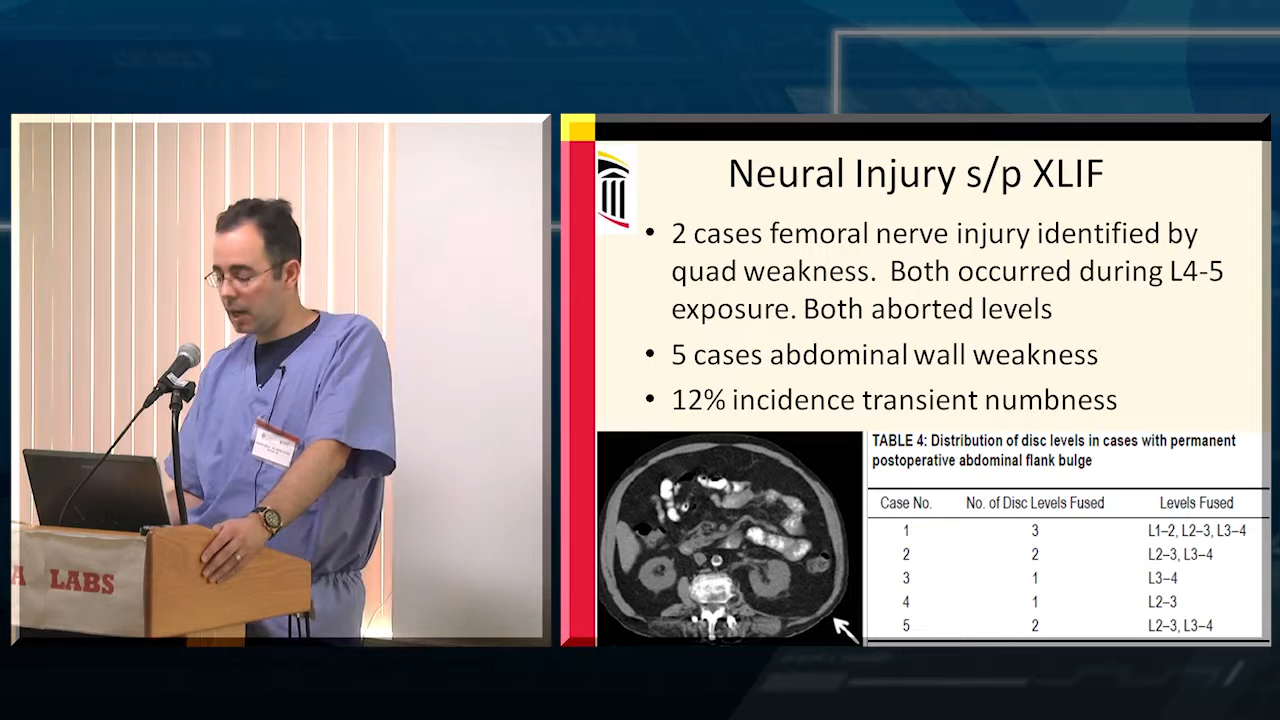 Neural Injury s/p XLIF
• 2 cases femoral nerve injury identified by
quad weakness. Both occurred during L4-5
exposure. Both aborted levels
• 5 cases abdominal wall weakness
• 12% incidence transient numbness
TABLE 4: Distribution of disc levels in cases with permanent
postoperative abdominal flank bulge
Case No. No. of Disc Levels Fused Levels Fused
1 3 L1–2, L2–3, L3–4
2 2 L2–3, L3–4
3 1 L3–4
4 1 L2–3
5 2 L2–3, L3–4
A LABS